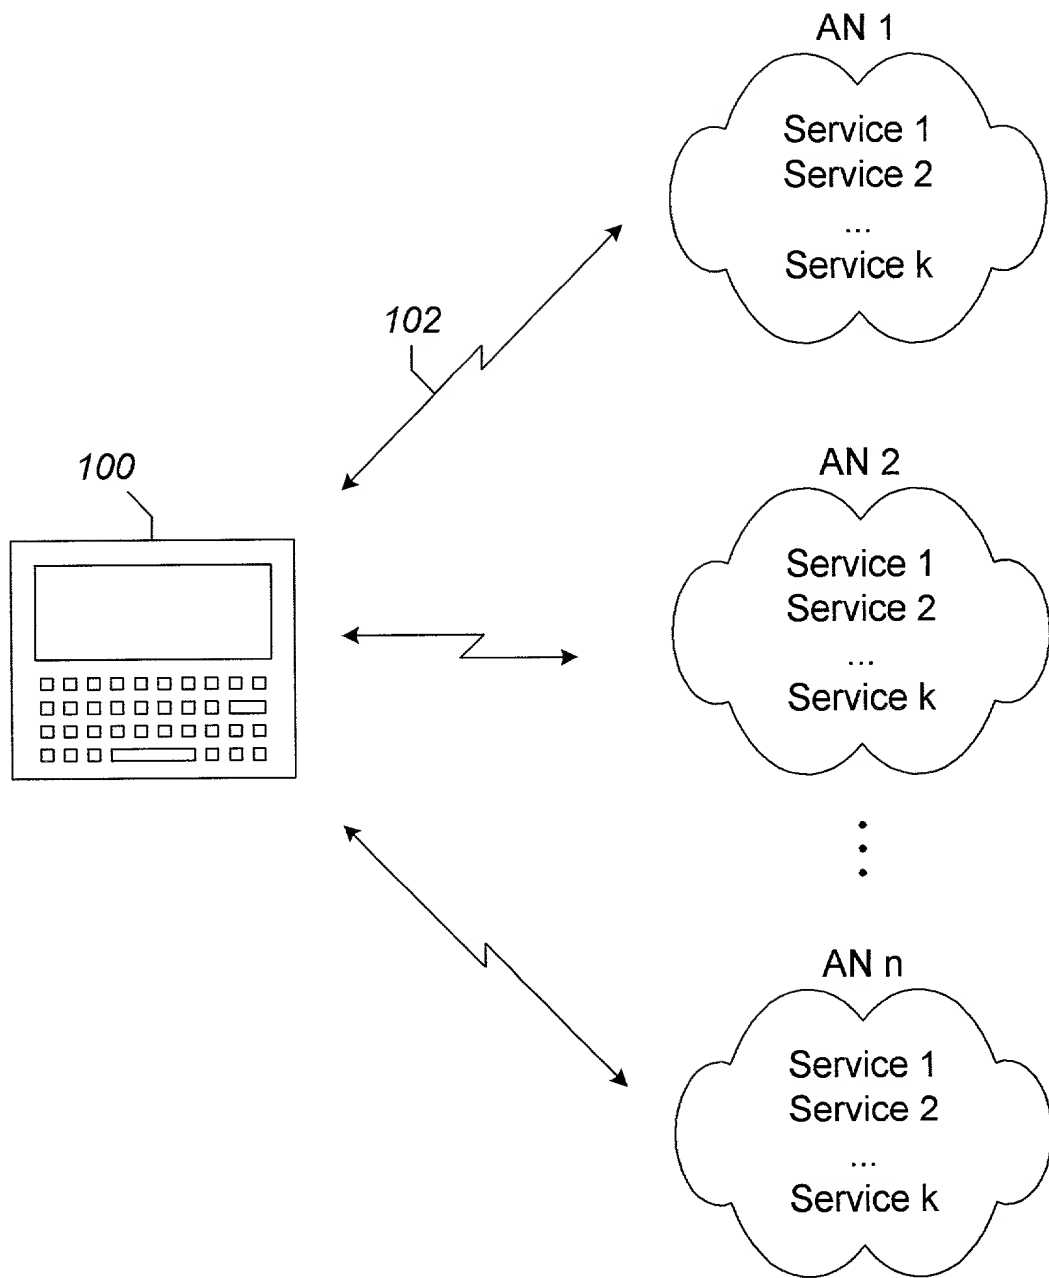 AN 1
Service 1
Service 2
...
Service k
102
100
AN 2
Service 1
Service 2
...
Service k
AN n
Service 1
Service 2
...
Service k